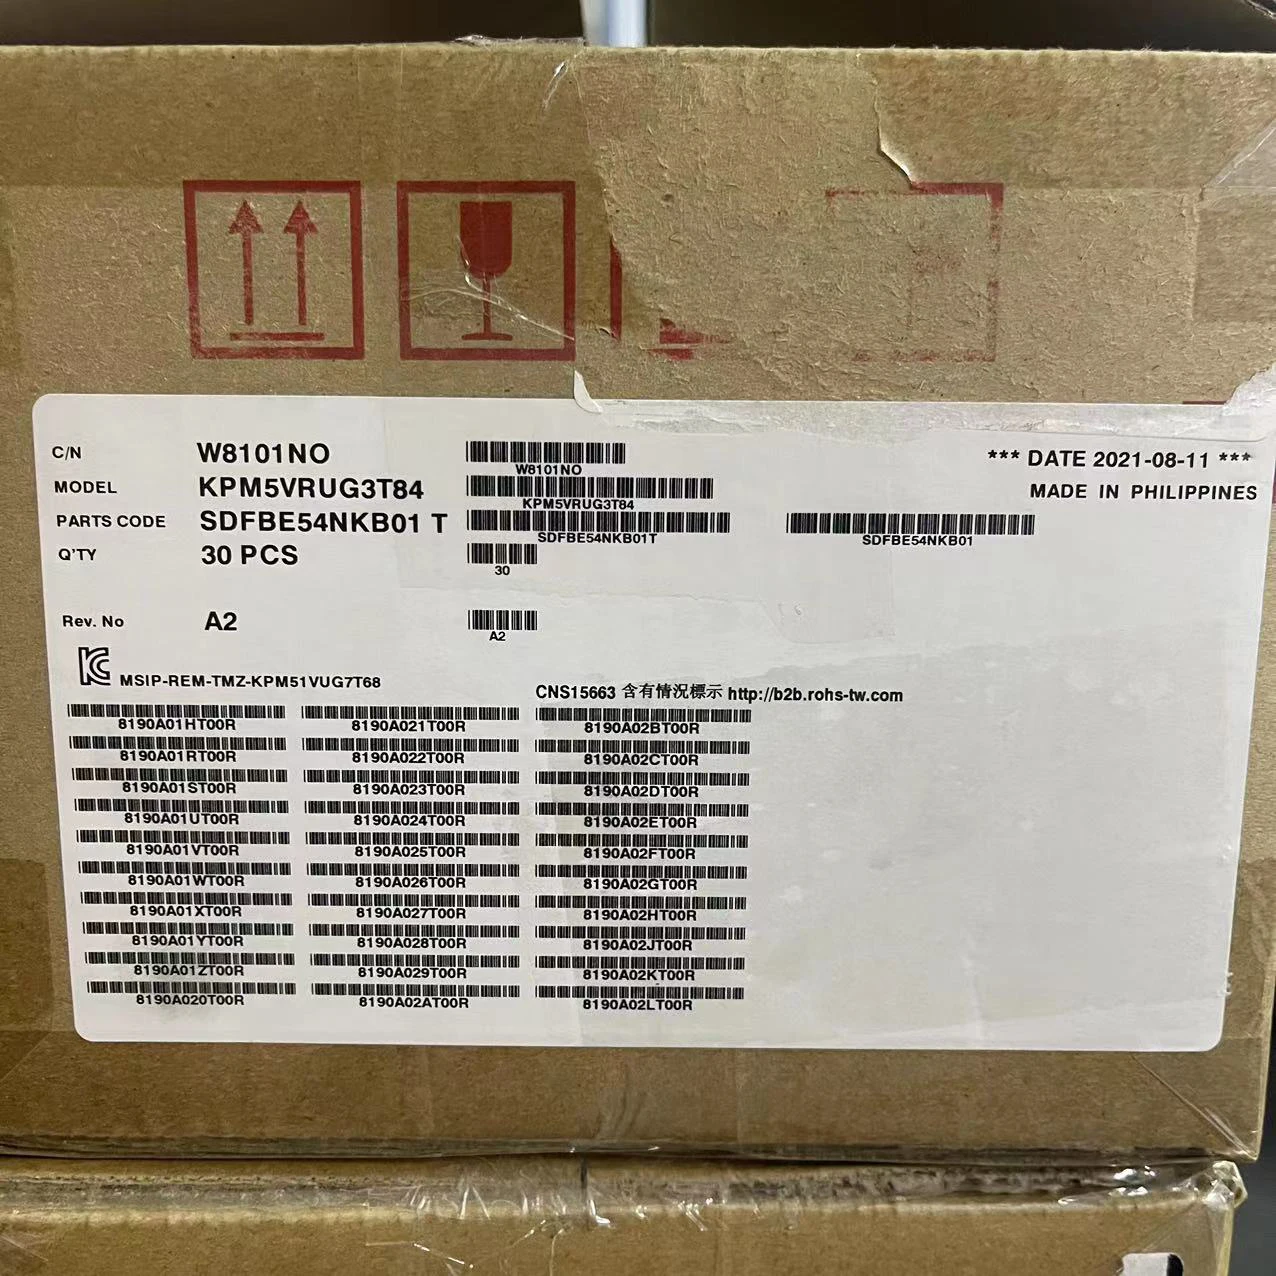 C/N W8101NO W8101NO *** DATE 2021-08-11 ***
MODEL KPM5VRUG3T84 KPM5VRUG3T84 MADE IN PHILIPPINES
PARTS CODE SDFBE54NKB01 T SDFBE54NKB01T SDFBE54NKB01
Q'TY 30 PCS 30
Rev. No A2 A2
KC MSIP-REM-TMZ-KPM51VUG7T68 CNS15663 含有情況標示 http://b2b.rohs-tw.com
8190A01HT00R 8190A021T00R 8190A02BT00R
8190A01RT00R 8190A022T00R 8190A02CT00R
8190A01ST00R 8190A023T00R 8190A02DT00R
8190A01UT00R 8190A024T00R 8190A02ET00R
8190A01VT00R 8190A025T00R 8190A02FT00R
8190A01WT00R 8190A026T00R 8190A02GT00R
8190A01XT00R 8190A027T00R 8190A02HT00R
8190A01YT00R 8190A028T00R 8190A02JT00R
8190A01ZT00R 8190A029T00R 8190A02KT00R
8190A020T00R 8190A02AT00R 8190A02LT00R